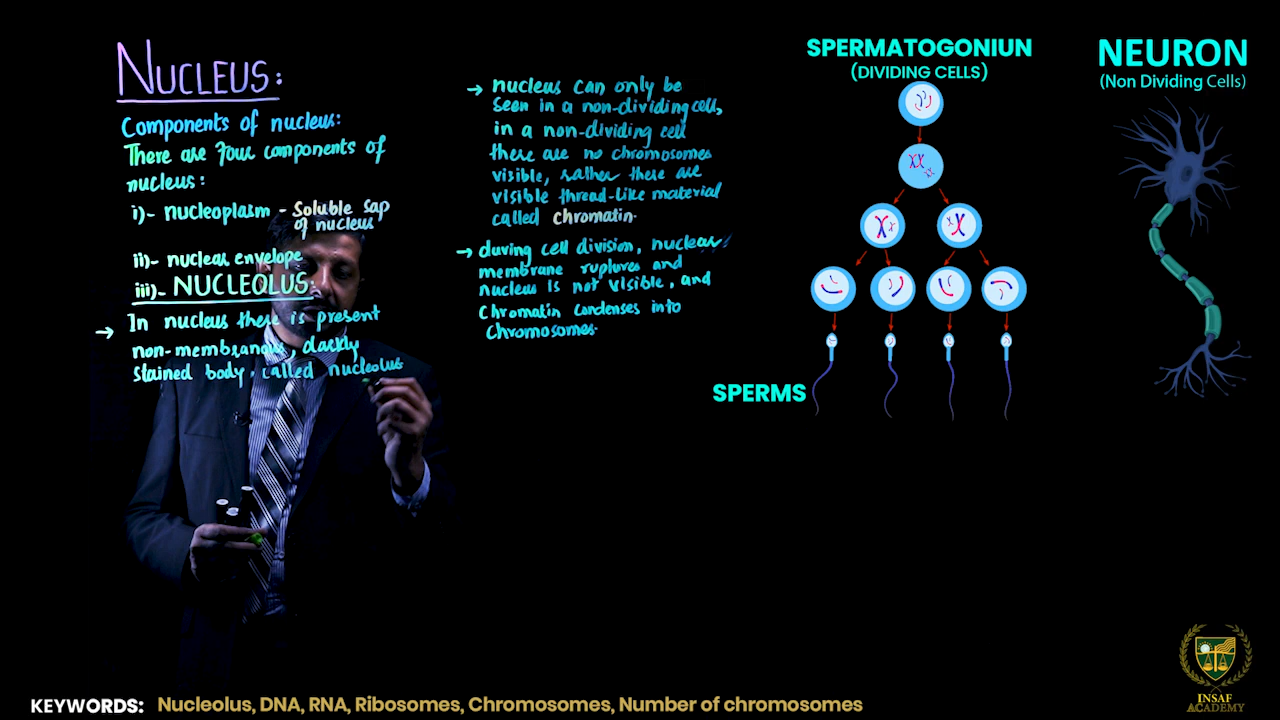 NUCLEUS:
Components of nucleus:
There are four components of
nucleus:
i)- nucleoplasm - Soluble sap
of nucleus
ii)- nuclear envelope
iii)- NUCLEOLUS:
→ In nucleus there is present
non-membranous, darkly
stained body, called nucleolus
→ nucleus can only be
seen in a non-dividing cell,
in a non-dividing cell
there are no chromosomes
visible, rather there are
visible thread-like material
called chromatin.
→ during cell division, nuclear
membrane ruptures and
nucleus is not visible, and
Chromatin condenses into
Chromosomes.
SPERMATOGONIUN
(DIVIDING CELLS)
SPERMS
NEURON
(Non Dividing Cells)
INSAF
ACADEMY
KEYWORDS: Nucleolus, DNA, RNA, Ribosomes, Chromosomes, Number of chromosomes